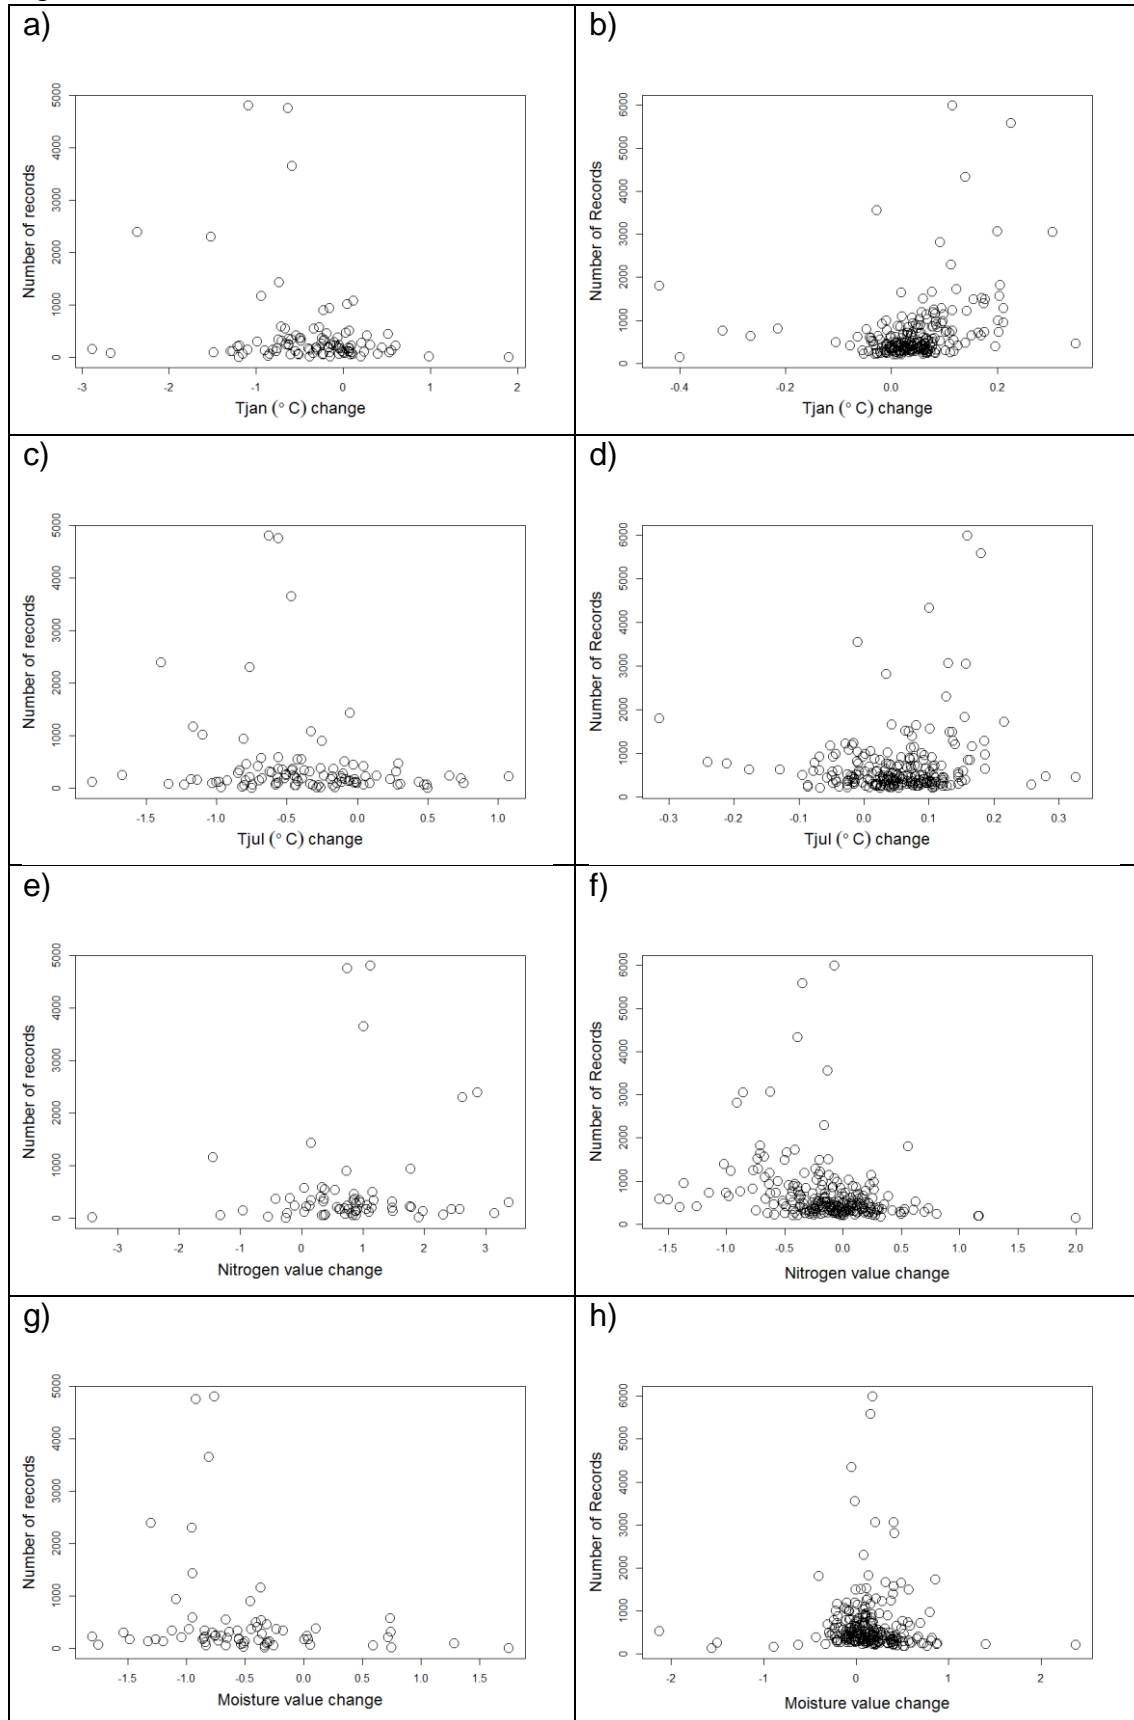 a)
Number of records
5000
4000
3000
2000
1000
0
-3 -2 -1 0 1 2
Tjan (° C) change
b)
Number of Records
6000
5000
4000
3000
2000
1000
0
-0.4 -0.2 0.0 0.2
Tjan (° C) change
c)
Number of records
5000
4000
3000
2000
1000
0
-1.5 -1.0 -0.5 0.0 0.5 1.0
Tjul (° C) change
d)
Number of Records
6000
5000
4000
3000
2000
1000
0
-0.3 -0.2 -0.1 0.0 0.1 0.2 0.3
Tjul (° C) change
e)
Number of records
5000
4000
3000
2000
1000
0
-3 -2 -1 0 1 2 3
Nitrogen value change
f)
Number of Records
6000
5000
4000
3000
2000
1000
0
-1.5 -1.0 -0.5 0.0 0.5 1.0 1.5 2.0
Nitrogen value change
g)
Number of records
5000
4000
3000
2000
1000
0
-1.5 -1.0 -0.5 0.0 0.5 1.0 1.5
Moisture value change
h)
Number of Records
6000
5000
4000
3000
2000
1000
0
-2 -1 0 1 2
Moisture value change